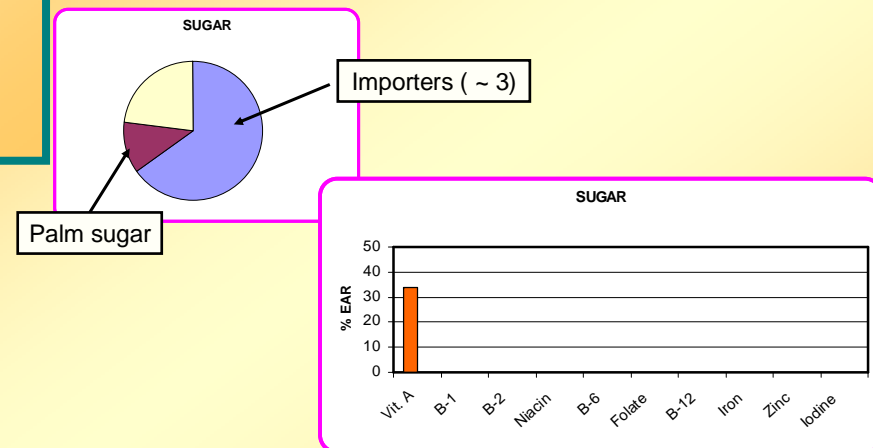 SUGAR
Importers ( ~ 3)
Palm sugar
SUGAR
% EAR
50
40
30
20
10
0
Vit. A
B-1
B-2
Niacin
B-6
Folate
B-12
Iron
Zinc
Iodine